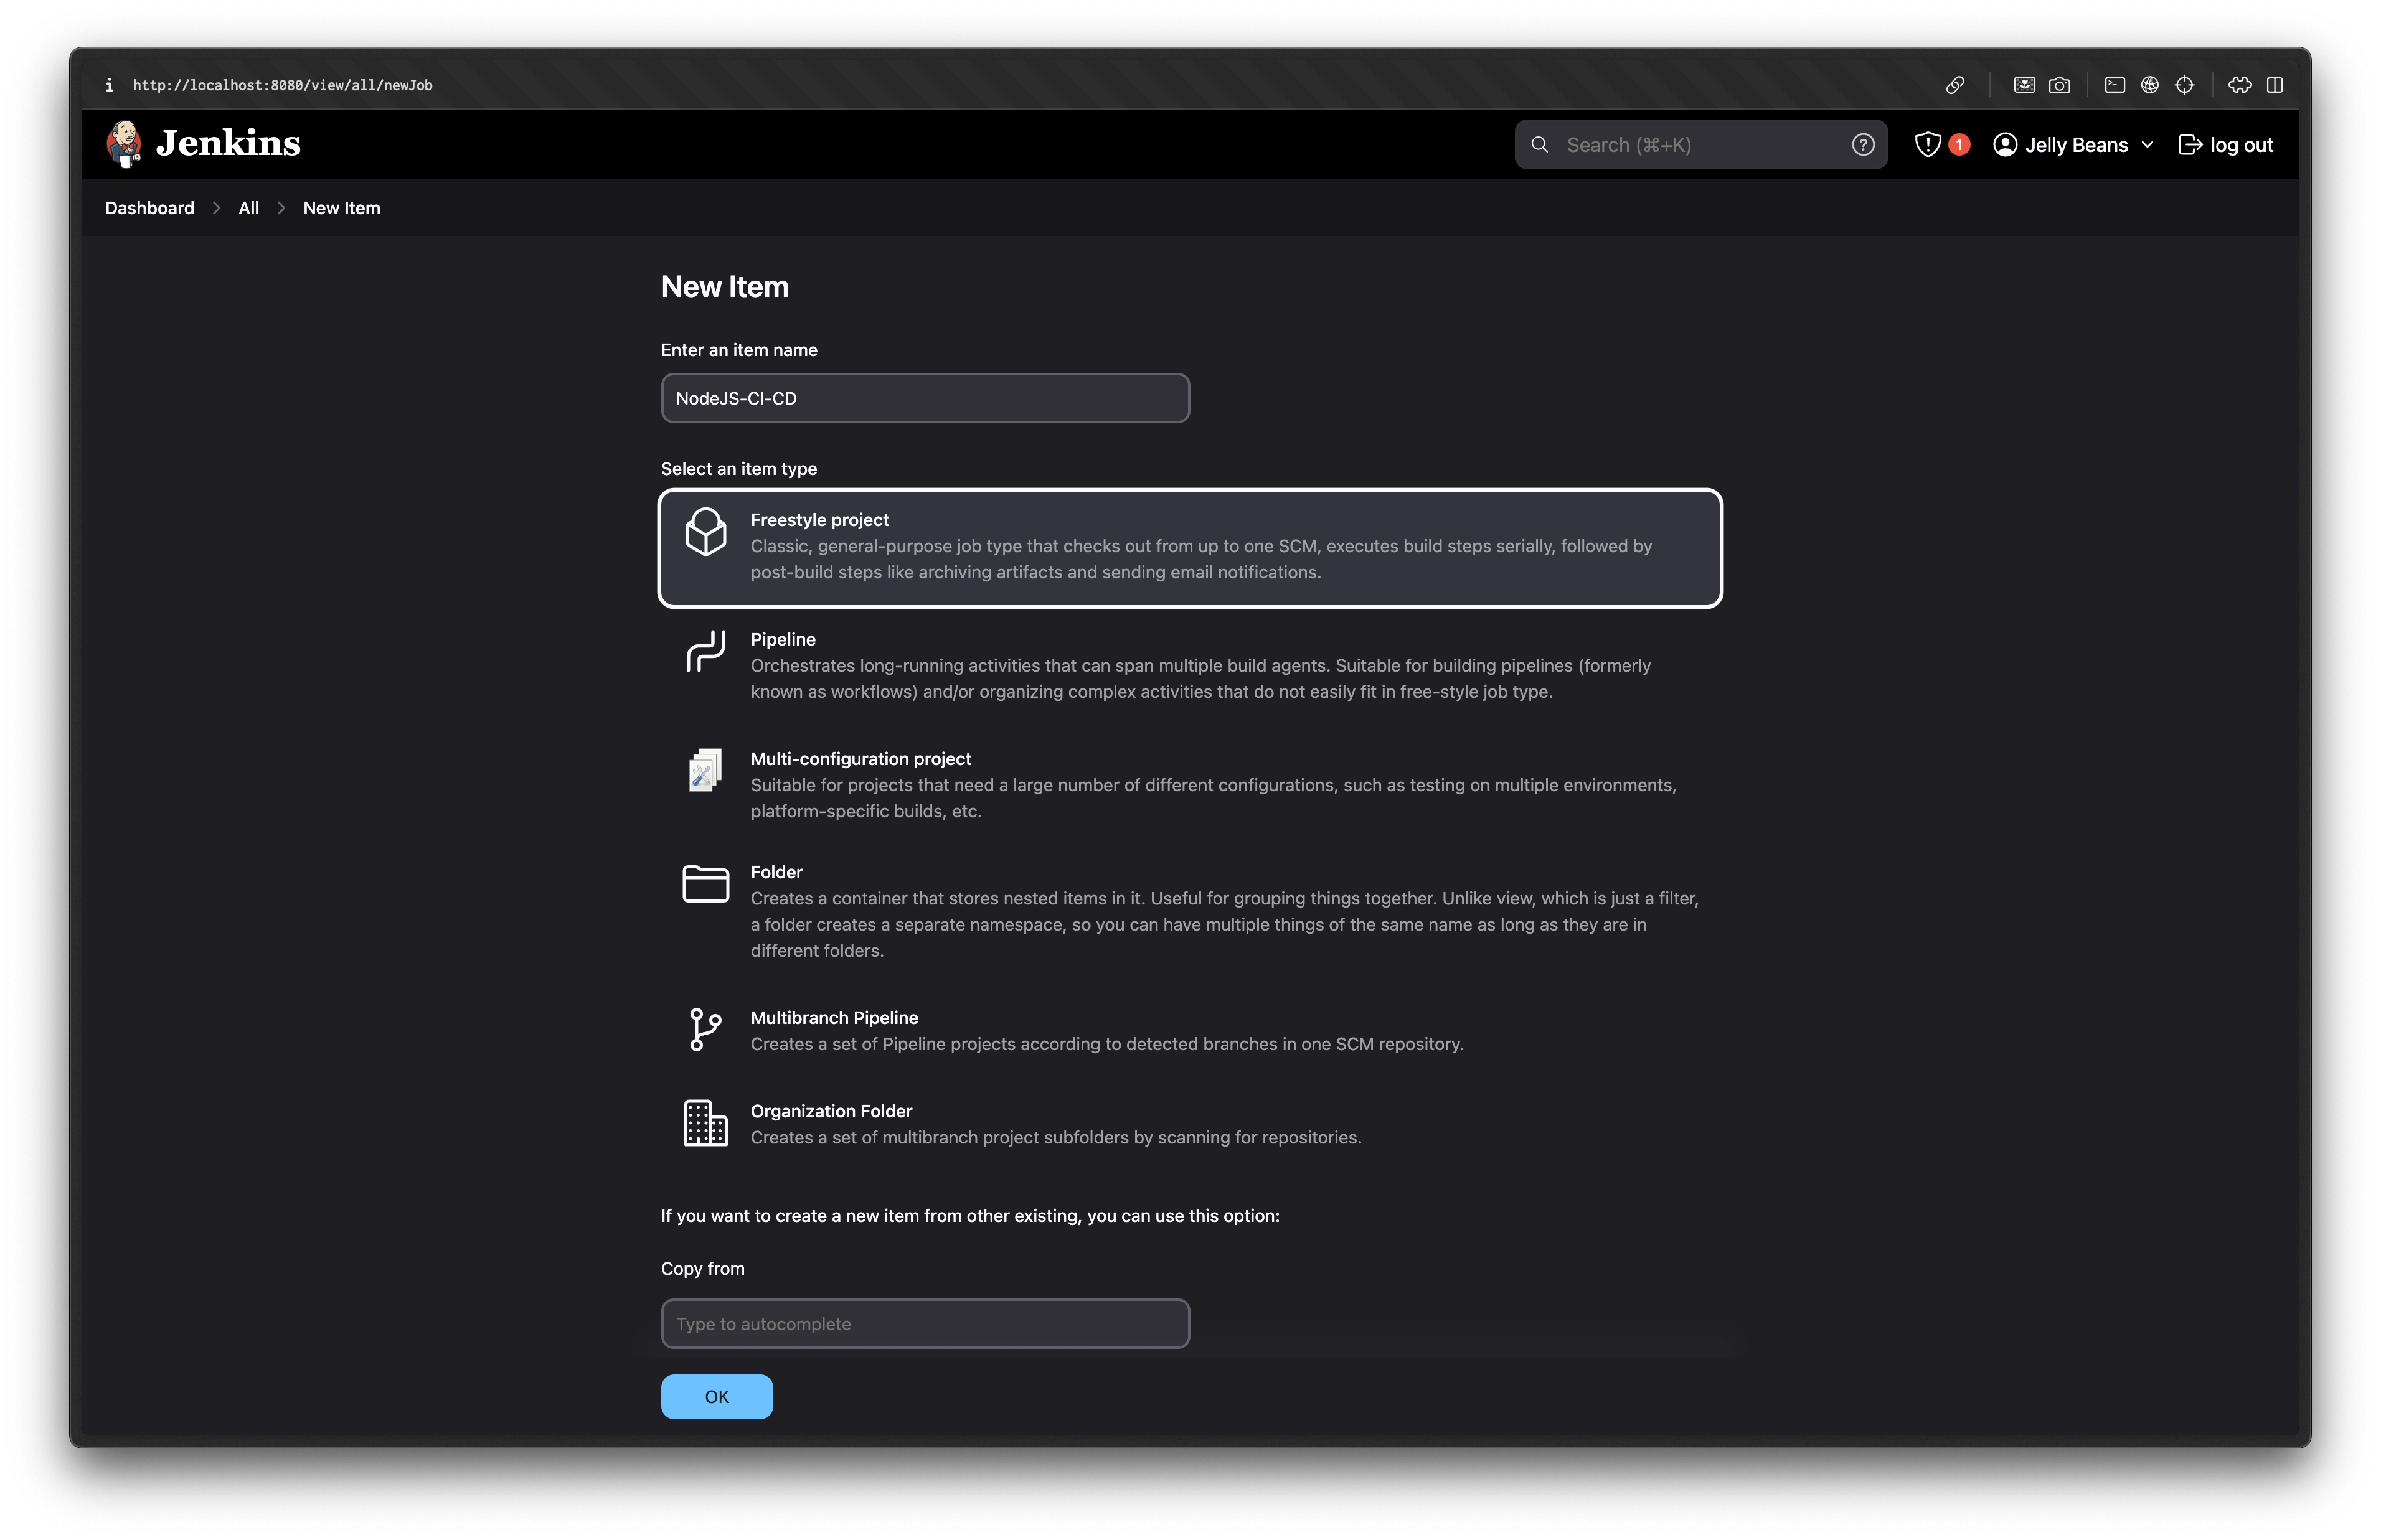 http://localhost:8080/view/all/newJob
Jenkins
Search (⌘+K)
1
Jelly Beans
log out
Dashboard
All
New Item
New Item
Enter an item name
NodeJS-CI-CD
Select an item type
Freestyle project
Classic, general-purpose job type that checks out from up to one SCM, executes build steps serially, followed by
post-build steps like archiving artifacts and sending email notifications.
Pipeline
Orchestrates long-running activities that can span multiple build agents. Suitable for building pipelines (formerly
known as workflows) and/or organizing complex activities that do not easily fit in free-style job type.
Multi-configuration project
Suitable for projects that need a large number of different configurations, such as testing on multiple environments,
platform-specific builds, etc.
Folder
Creates a container that stores nested items in it. Useful for grouping things together. Unlike view, which is just a filter,
a folder creates a separate namespace, so you can have multiple things of the same name as long as they are in
different folders.
Multibranch Pipeline
Creates a set of Pipeline projects according to detected branches in one SCM repository.
Organization Folder
Creates a set of multibranch project subfolders by scanning for repositories.
If you want to create a new item from other existing, you can use this option:
Copy from
Type to autocomplete
OK